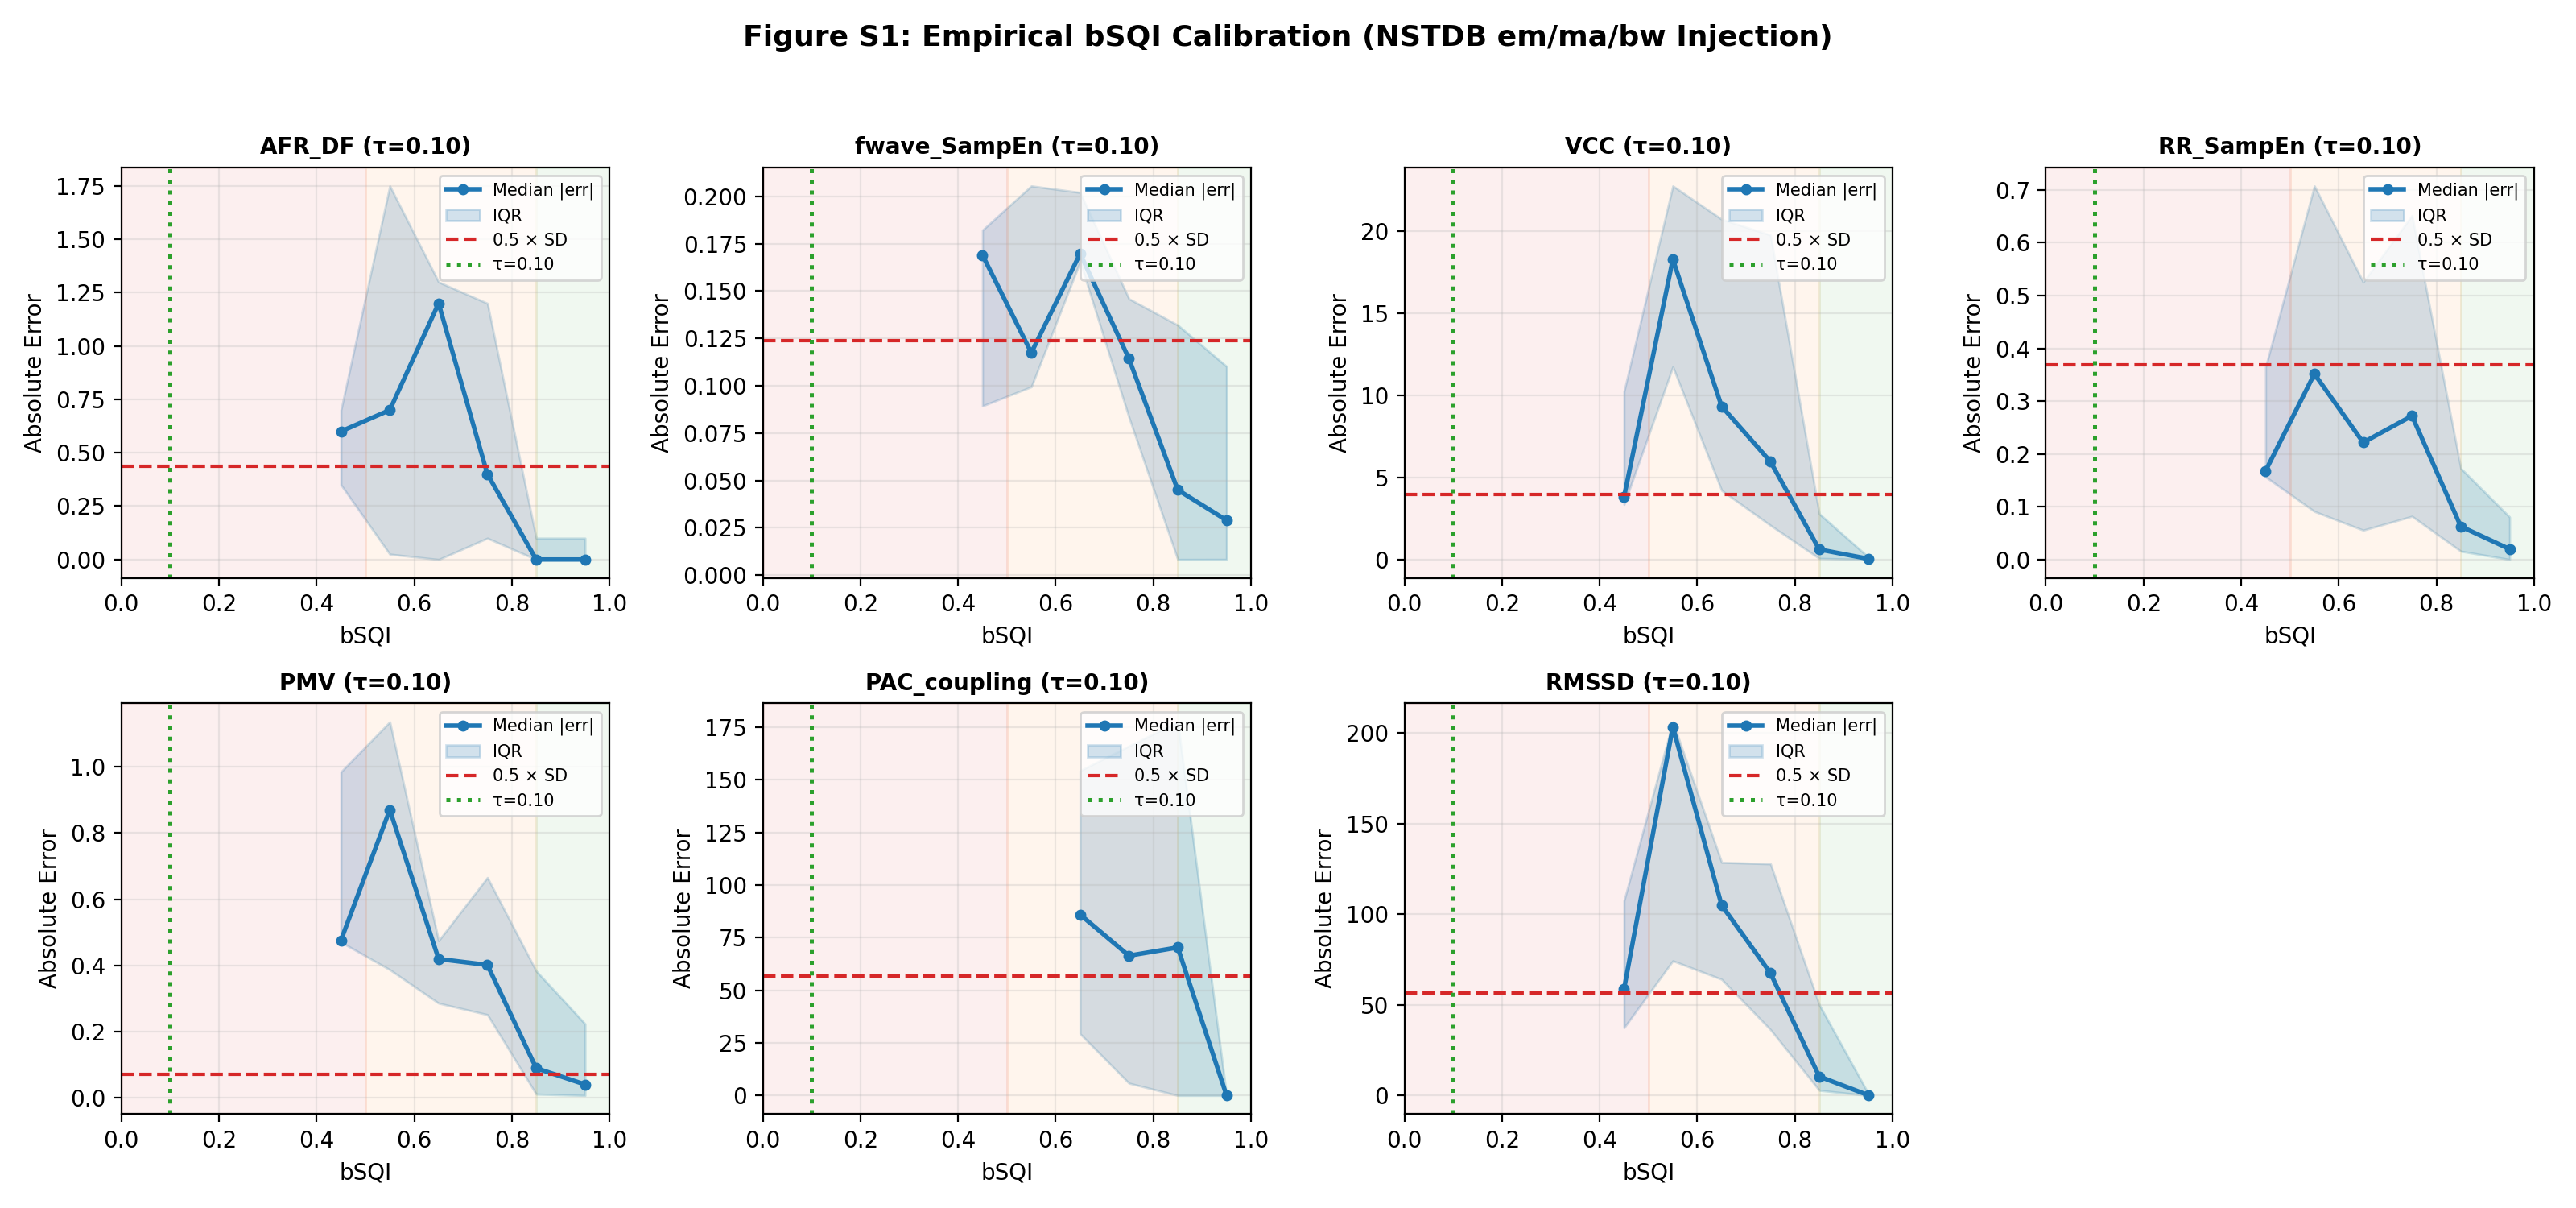 Figure S1: Empirical bSQI Calibration (NSTDB em/ma/bw Injection)
AFR_DF (τ=0.10)
Absolute Error
1.75
1.50
1.25
1.00
0.75
0.50
0.25
0.00
0.0 0.2 0.4 0.6 0.8 1.0
bSQI
Median |err|
IQR
0.5 × SD
τ=0.10
fwave_SampEn (τ=0.10)
Absolute Error
0.200
0.175
0.150
0.125
0.100
0.075
0.050
0.025
0.000
0.0 0.2 0.4 0.6 0.8 1.0
bSQI
Median |err|
IQR
0.5 × SD
τ=0.10
VCC (τ=0.10)
Absolute Error
20
15
10
5
0
0.0 0.2 0.4 0.6 0.8 1.0
bSQI
Median |err|
IQR
0.5 × SD
τ=0.10
RR_SampEn (τ=0.10)
Absolute Error
0.7
0.6
0.5
0.4
0.3
0.2
0.1
0.0
0.0 0.2 0.4 0.6 0.8 1.0
bSQI
Median |err|
IQR
0.5 × SD
τ=0.10
PMV (τ=0.10)
Absolute Error
1.0
0.8
0.6
0.4
0.2
0.0
0.0 0.2 0.4 0.6 0.8 1.0
bSQI
Median |err|
IQR
0.5 × SD
τ=0.10
PAC_coupling (τ=0.10)
Absolute Error
175
150
125
100
75
50
25
0
0.0 0.2 0.4 0.6 0.8 1.0
bSQI
Median |err|
IQR
0.5 × SD
τ=0.10
RMSSD (τ=0.10)
Absolute Error
200
150
100
50
0
0.0 0.2 0.4 0.6 0.8 1.0
bSQI
Median |err|
IQR
0.5 × SD
τ=0.10